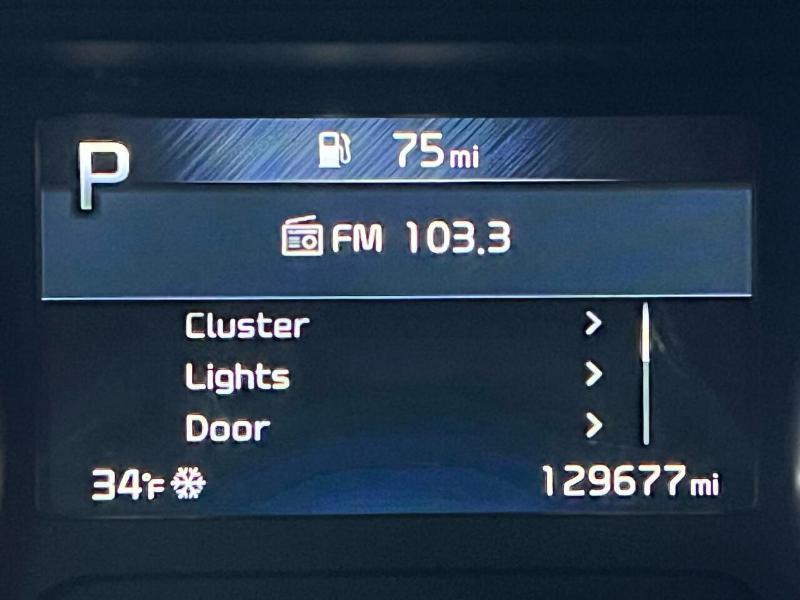 P
75mi
FM 103.3
Cluster >
Lights >
Door >
34°F
129677mi